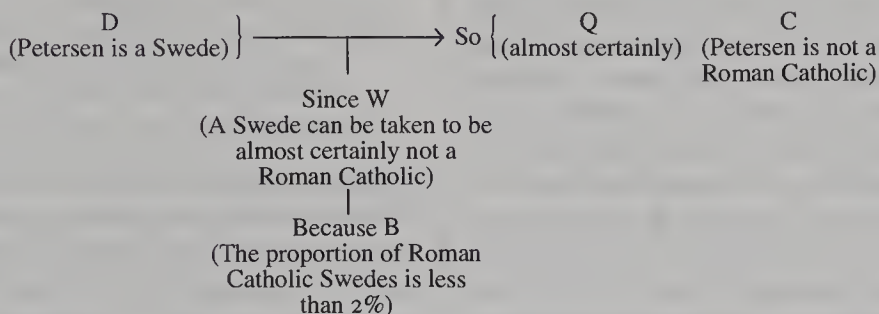 D Q C
(Petersen is a Swede) } So { (almost certainly) (Petersen is not a
Roman Catholic)
Since W
(A Swede can be taken to be
almost certainly not a
Roman Catholic)
Because B
(The proportion of Roman
Catholic Swedes is less
than 2%)